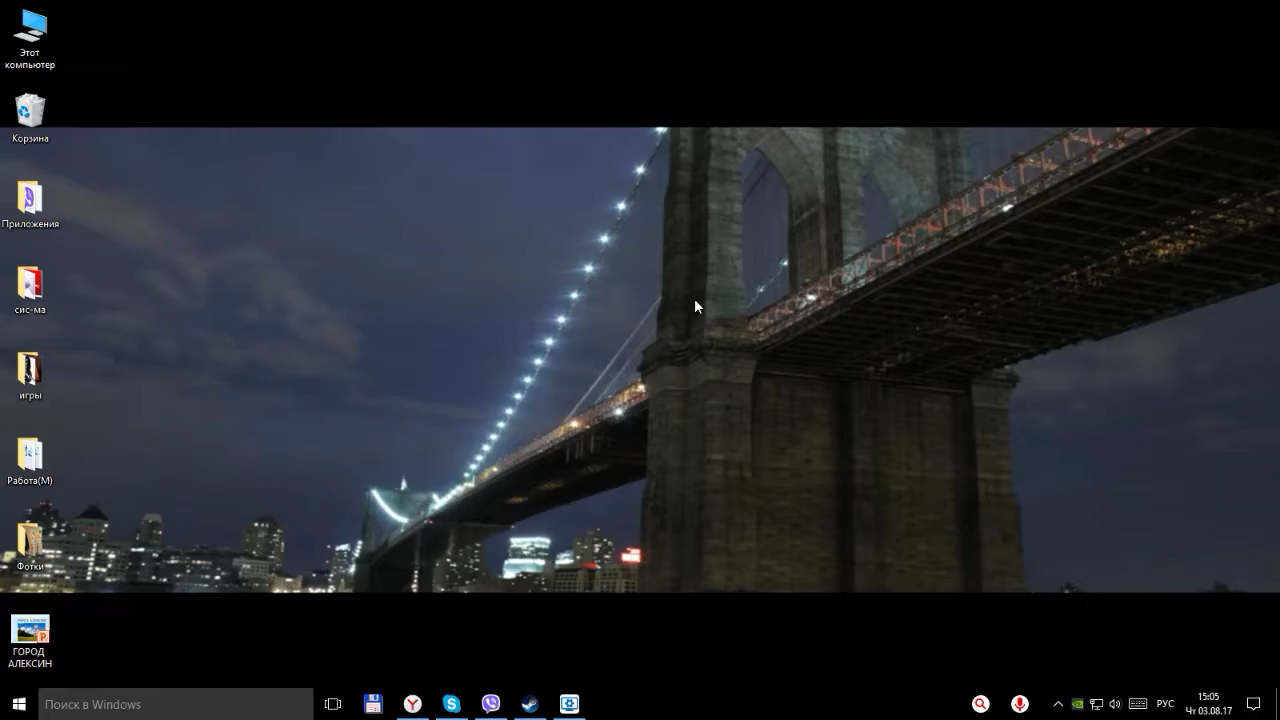 Этот
компьютер
Корзина
Приложения
сис-ма
игры
Работа(М)
Фотки
ГОРОД
АЛЕКСИН
Поиск в Windows
РУС
15:05
Чт 03.08.17